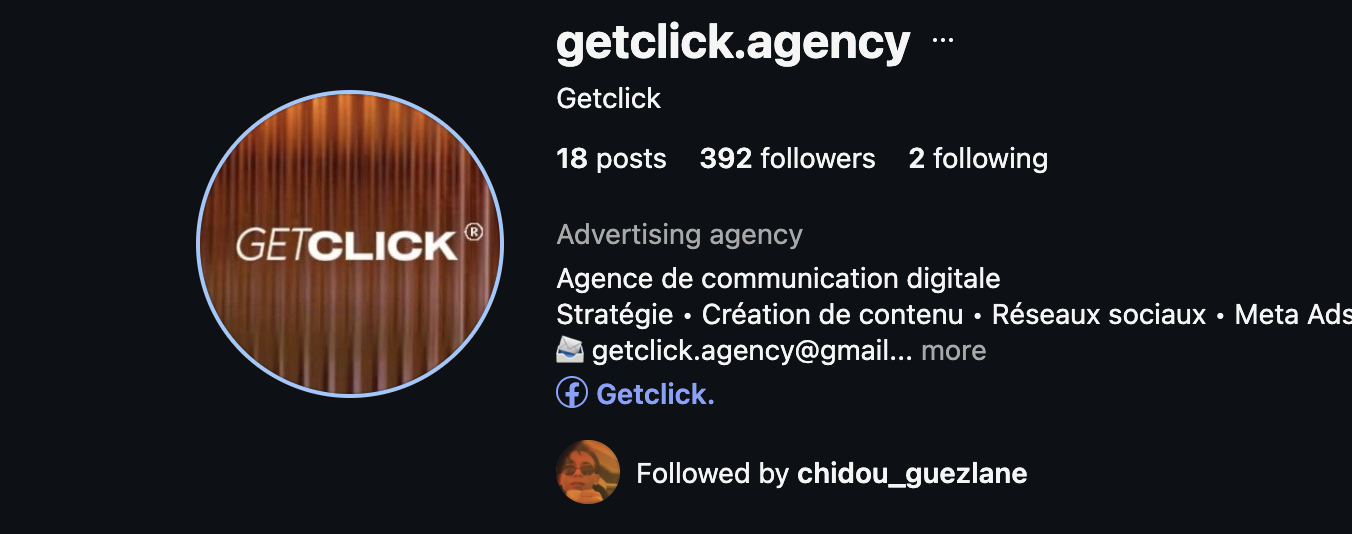 getclick.agency ...
Getclick
18 posts 392 followers 2 following
GETCLICK®
Advertising agency
Agence de communication digitale
Stratégie • Création de contenu • Réseaux sociaux • Meta Ads
getclick.agency@gmail... more
Getclick.
Followed by chidou_guezlane